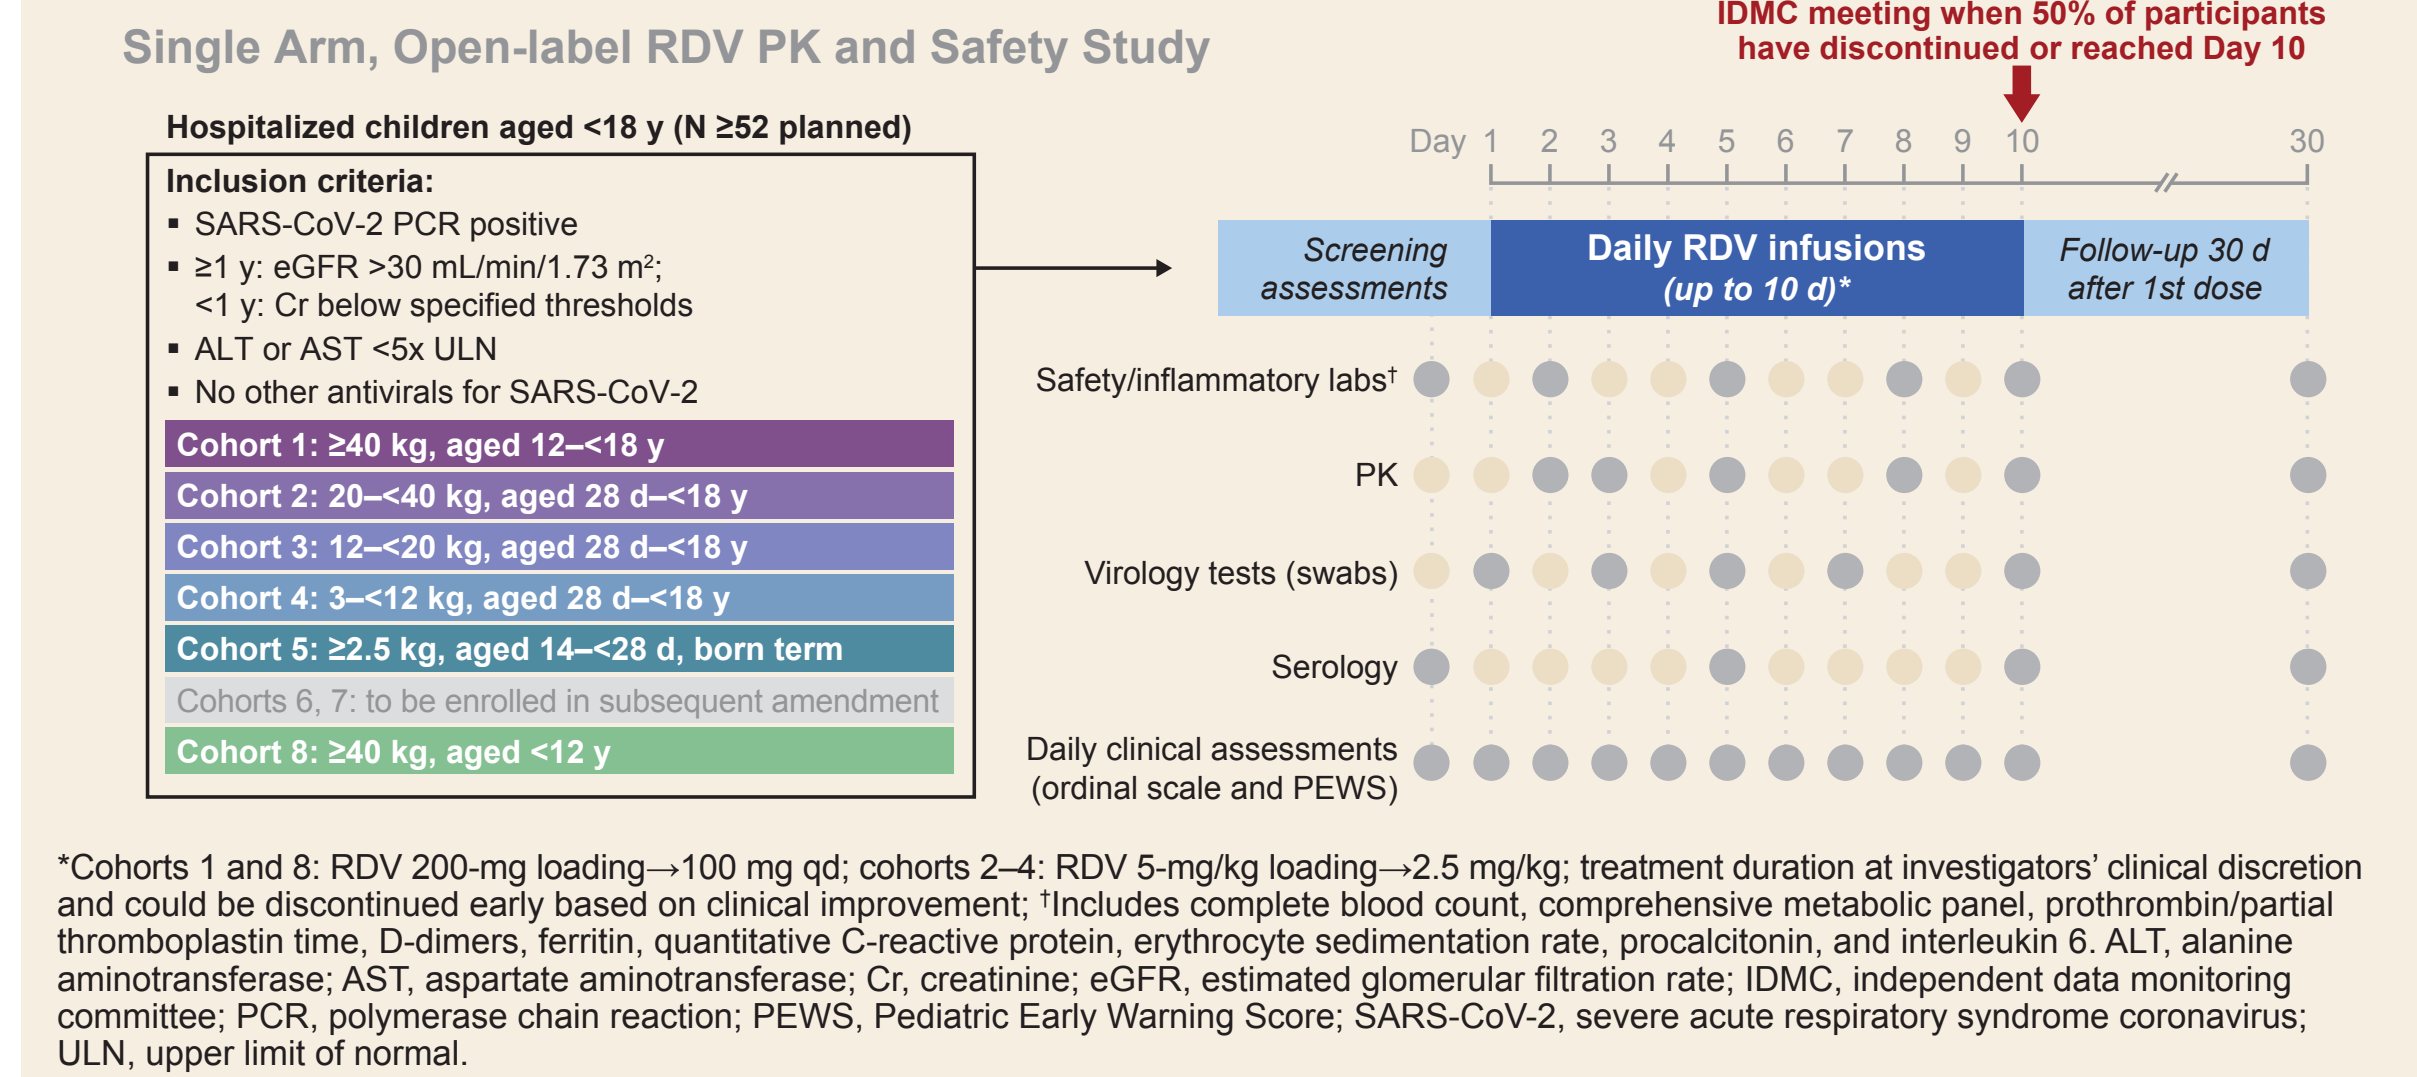 IDMC meeting when 50% of participants
have discontinued or reached Day 10
Single Arm, Open-label RDV PK and Safety Study
Hospitalized children aged <18 y (N ≥52 planned)
Inclusion criteria:
▪ SARS-CoV-2 PCR positive
▪ ≥1 y: eGFR >30 mL/min/1.73 m²;
<1 y: Cr below specified thresholds
▪ ALT or AST <5x ULN
▪ No other antivirals for SARS-CoV-2
Cohort 1: ≥40 kg, aged 12–<18 y
Cohort 2: 20–<40 kg, aged 28 d–<18 y
Cohort 3: 12–<20 kg, aged 28 d–<18 y
Cohort 4: 3–<12 kg, aged 28 d–<18 y
Cohort 5: ≥2.5 kg, aged 14–<28 d, born term
Cohorts 6, 7: to be enrolled in subsequent amendment
Cohort 8: ≥40 kg, aged <12 y
Day 1 2 3 4 5 6 7 8 9 10 30
Screening
assessments
Daily RDV infusions
(up to 10 d)*
Follow-up 30 d
after 1st dose
Safety/inflammatory labs†
PK
Virology tests (swabs)
Serology
Daily clinical assessments
(ordinal scale and PEWS)
*Cohorts 1 and 8: RDV 200-mg loading→100 mg qd; cohorts 2–4: RDV 5-mg/kg loading→2.5 mg/kg; treatment duration at investigators’ clinical discretion
and could be discontinued early based on clinical improvement; †Includes complete blood count, comprehensive metabolic panel, prothrombin/partial
thromboplastin time, D-dimers, ferritin, quantitative C-reactive protein, erythrocyte sedimentation rate, procalcitonin, and interleukin 6. ALT, alanine
aminotransferase; AST, aspartate aminotransferase; Cr, creatinine; eGFR, estimated glomerular filtration rate; IDMC, independent data monitoring
committee; PCR, polymerase chain reaction; PEWS, Pediatric Early Warning Score; SARS-CoV-2, severe acute respiratory syndrome coronavirus;
ULN, upper limit of normal.